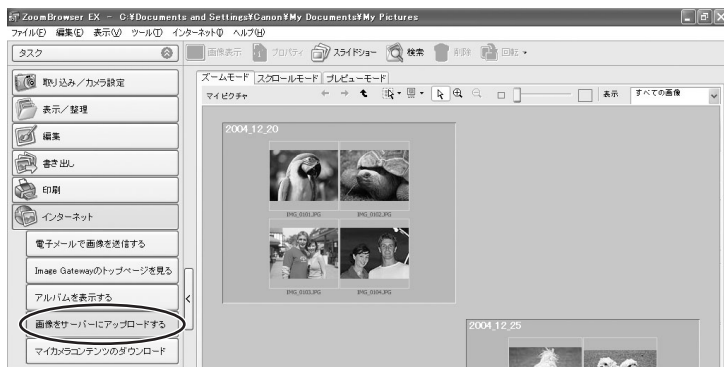 ZoomBrowser EX - C:¥Documents and Settings¥Canon¥My Documents¥My Pictures
ファイル(F) 編集(E) 表示(V) ツール(T) インターネット(I) ヘルプ(H)
タスク
画像表示 プロパティ スライドショー 検索 削除 回転
取り込み/カメラ設定
表示/整理
編集
書き出し
印刷
インターネット
電子メールで画像を送信する
Image Gatewayのトップページを見る
アルバムを表示する
画像をサーバーにアップロードする
マイカメラコンテンツのダウンロード
ズームモード スクロールモード プレビューモード
マイピクチャ 表示 すべての画像
2004_12_20
IMG_0101.JPG IMG_0102.JPG
IMG_0103.JPG IMG_0104.JPG
2004_12_25